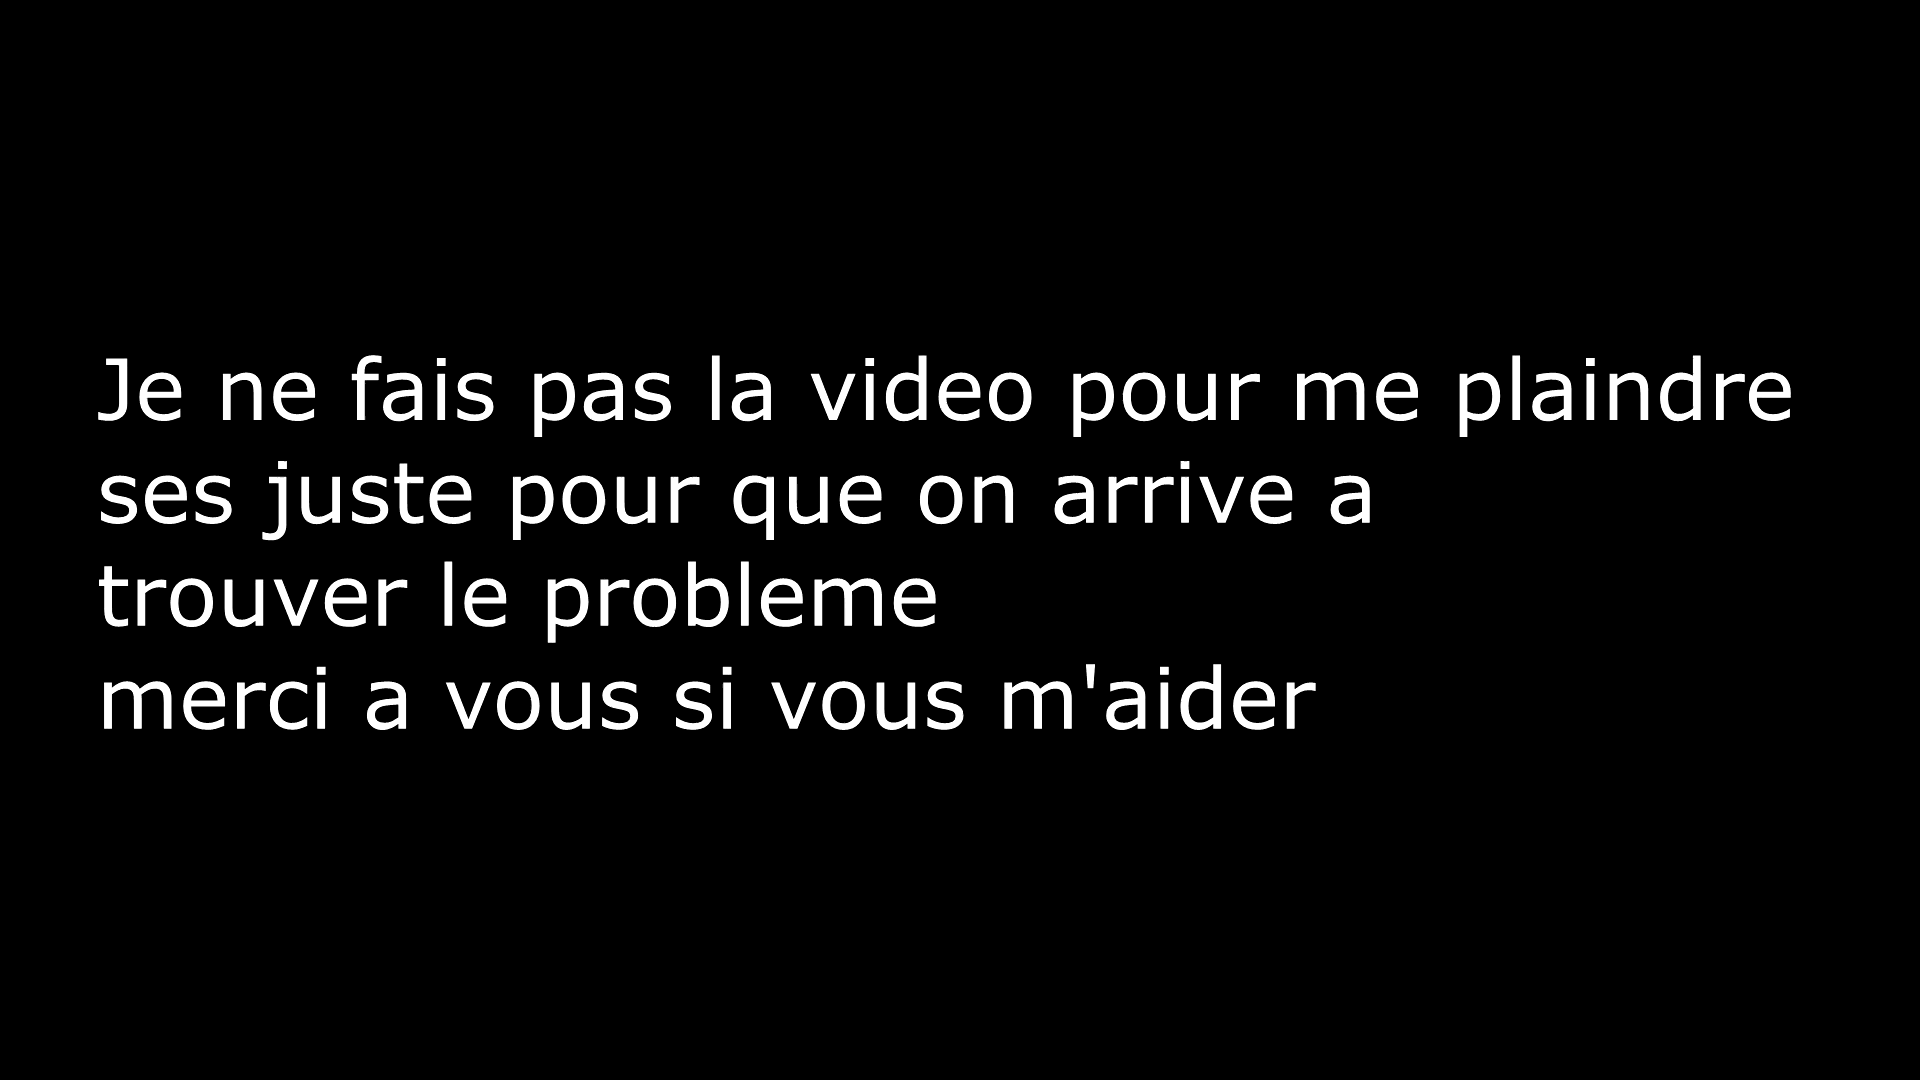 Je ne fais pas la video pour me plaindre
ses juste pour que on arrive a
trouver le probleme
merci a vous si vous m'aider